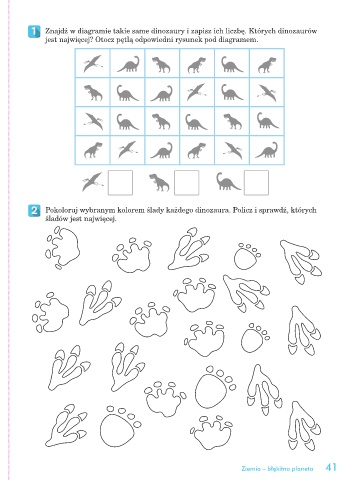 1 Znajdź w diagramie takie same dinozaury i zapisz ich liczbę. Których dinozaurów
jest najwięcej? Otocz pętlą odpowiedni rysunek pod diagramem.
2 Pokoloruj wybranym kolorem ślady każdego dinozaura. Policz i sprawdź, których
śladów jest najwięcej.
Ziemia – błękitna planeta 41